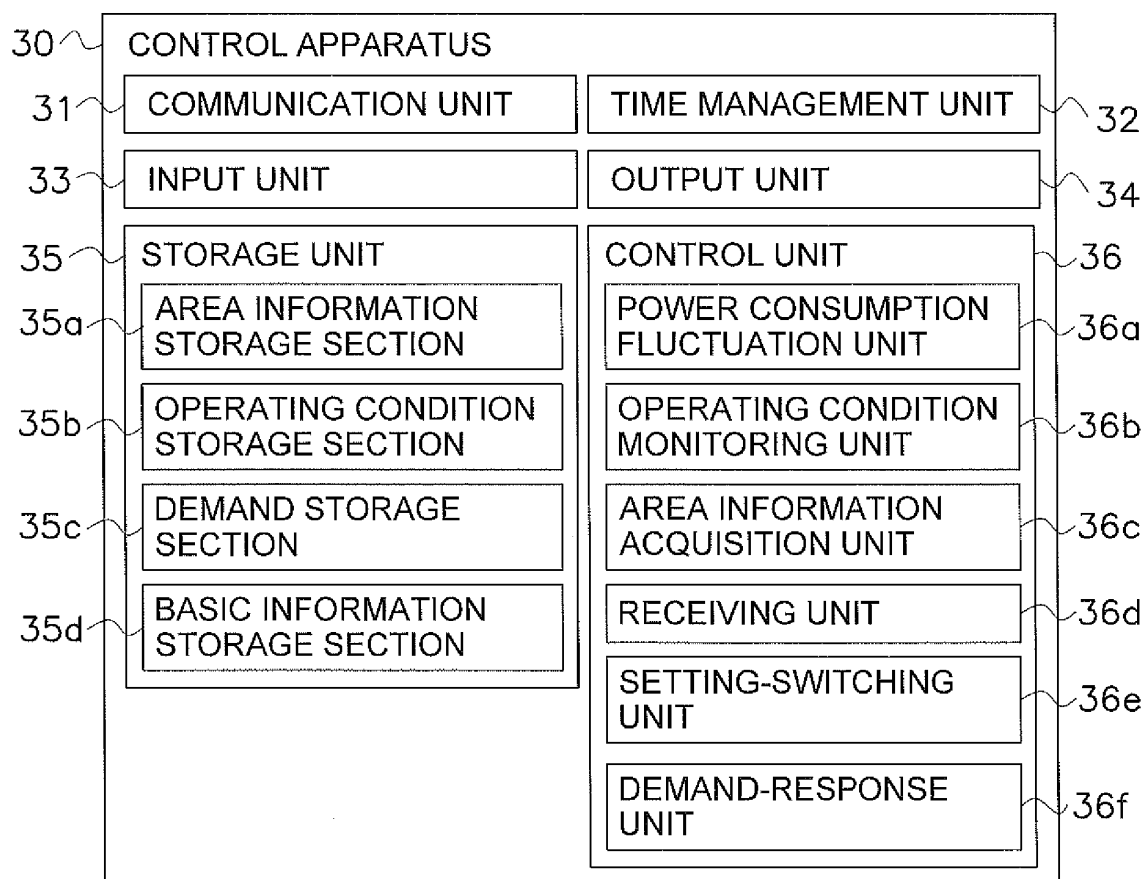 30 CONTROL APPARATUS
31 COMMUNICATION UNIT
TIME MANAGEMENT UNIT 32
33 INPUT UNIT
OUTPUT UNIT 34
35 STORAGE UNIT
35a AREA INFORMATION
STORAGE SECTION
35b OPERATING CONDITION
STORAGE SECTION
35c DEMAND STORAGE
SECTION
35d BASIC INFORMATION
STORAGE SECTION
CONTROL UNIT 36
POWER CONSUMPTION
FLUCTUATION UNIT 36a
OPERATING CONDITION
MONITORING UNIT 36b
AREA INFORMATION
ACQUISITION UNIT 36c
RECEIVING UNIT 36d
SETTING-SWITCHING
UNIT 36e
DEMAND-RESPONSE
UNIT 36f